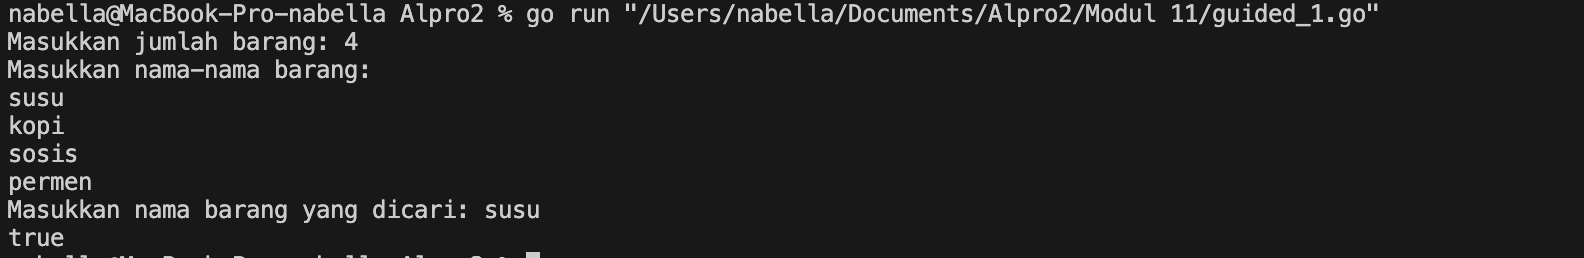 nabella@MacBook-Pro-nabella Alpro2 % go run "/Users/nabella/Documents/Alpro2/Modul 11/guided_1.go"
Masukkan jumlah barang: 4
Masukkan nama-nama barang:
susu
kopi
sosis
permen
Masukkan nama barang yang dicari: susu
true